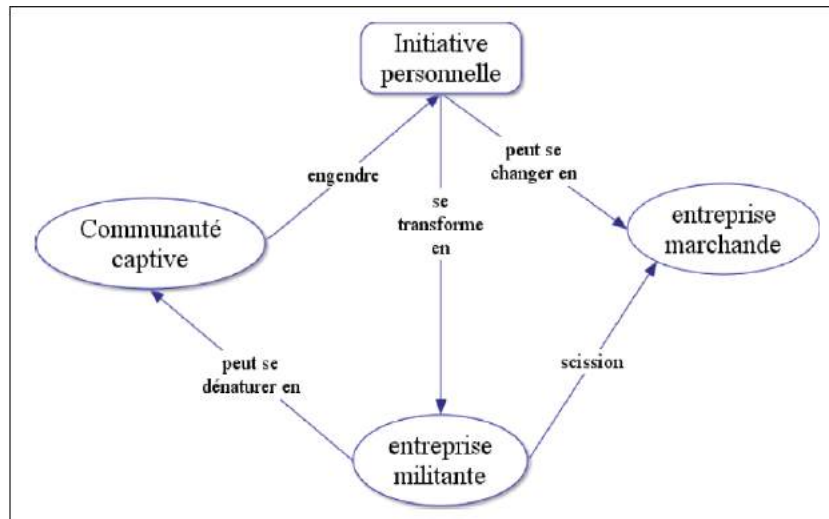 Initiative
personnelle
engendre
peut se
changer en
se
transforme
en
Communauté
captive
entreprise
marchande
peut se
dénaturer en
scission
entreprise
militante